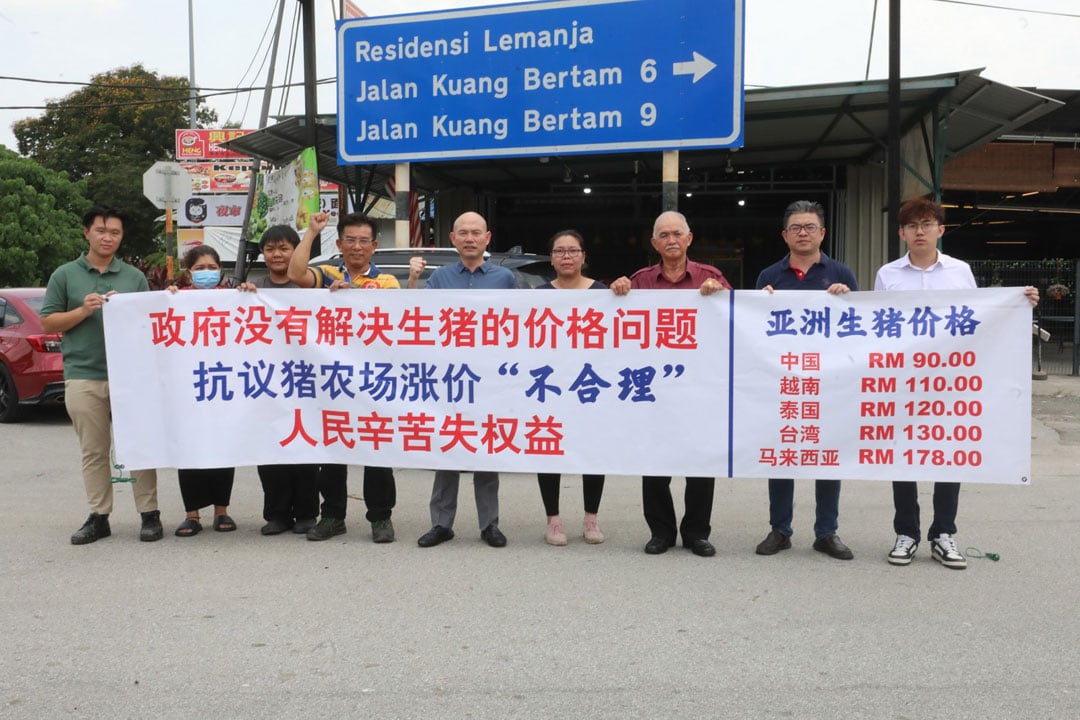 Residensi Lemanja
Jalan Kuang Bertam 6
Jalan Kuang Bertam 9
HENG
夜市
政府没有解决生猪的价格问题
抗议猪农场涨价“不合理”
人民辛苦失权益
亚洲生猪价格
中国 RM 90.00
越南 RM 110.00
泰国 RM 120.00
台湾 RM 130.00
马来西亚 RM 178.00